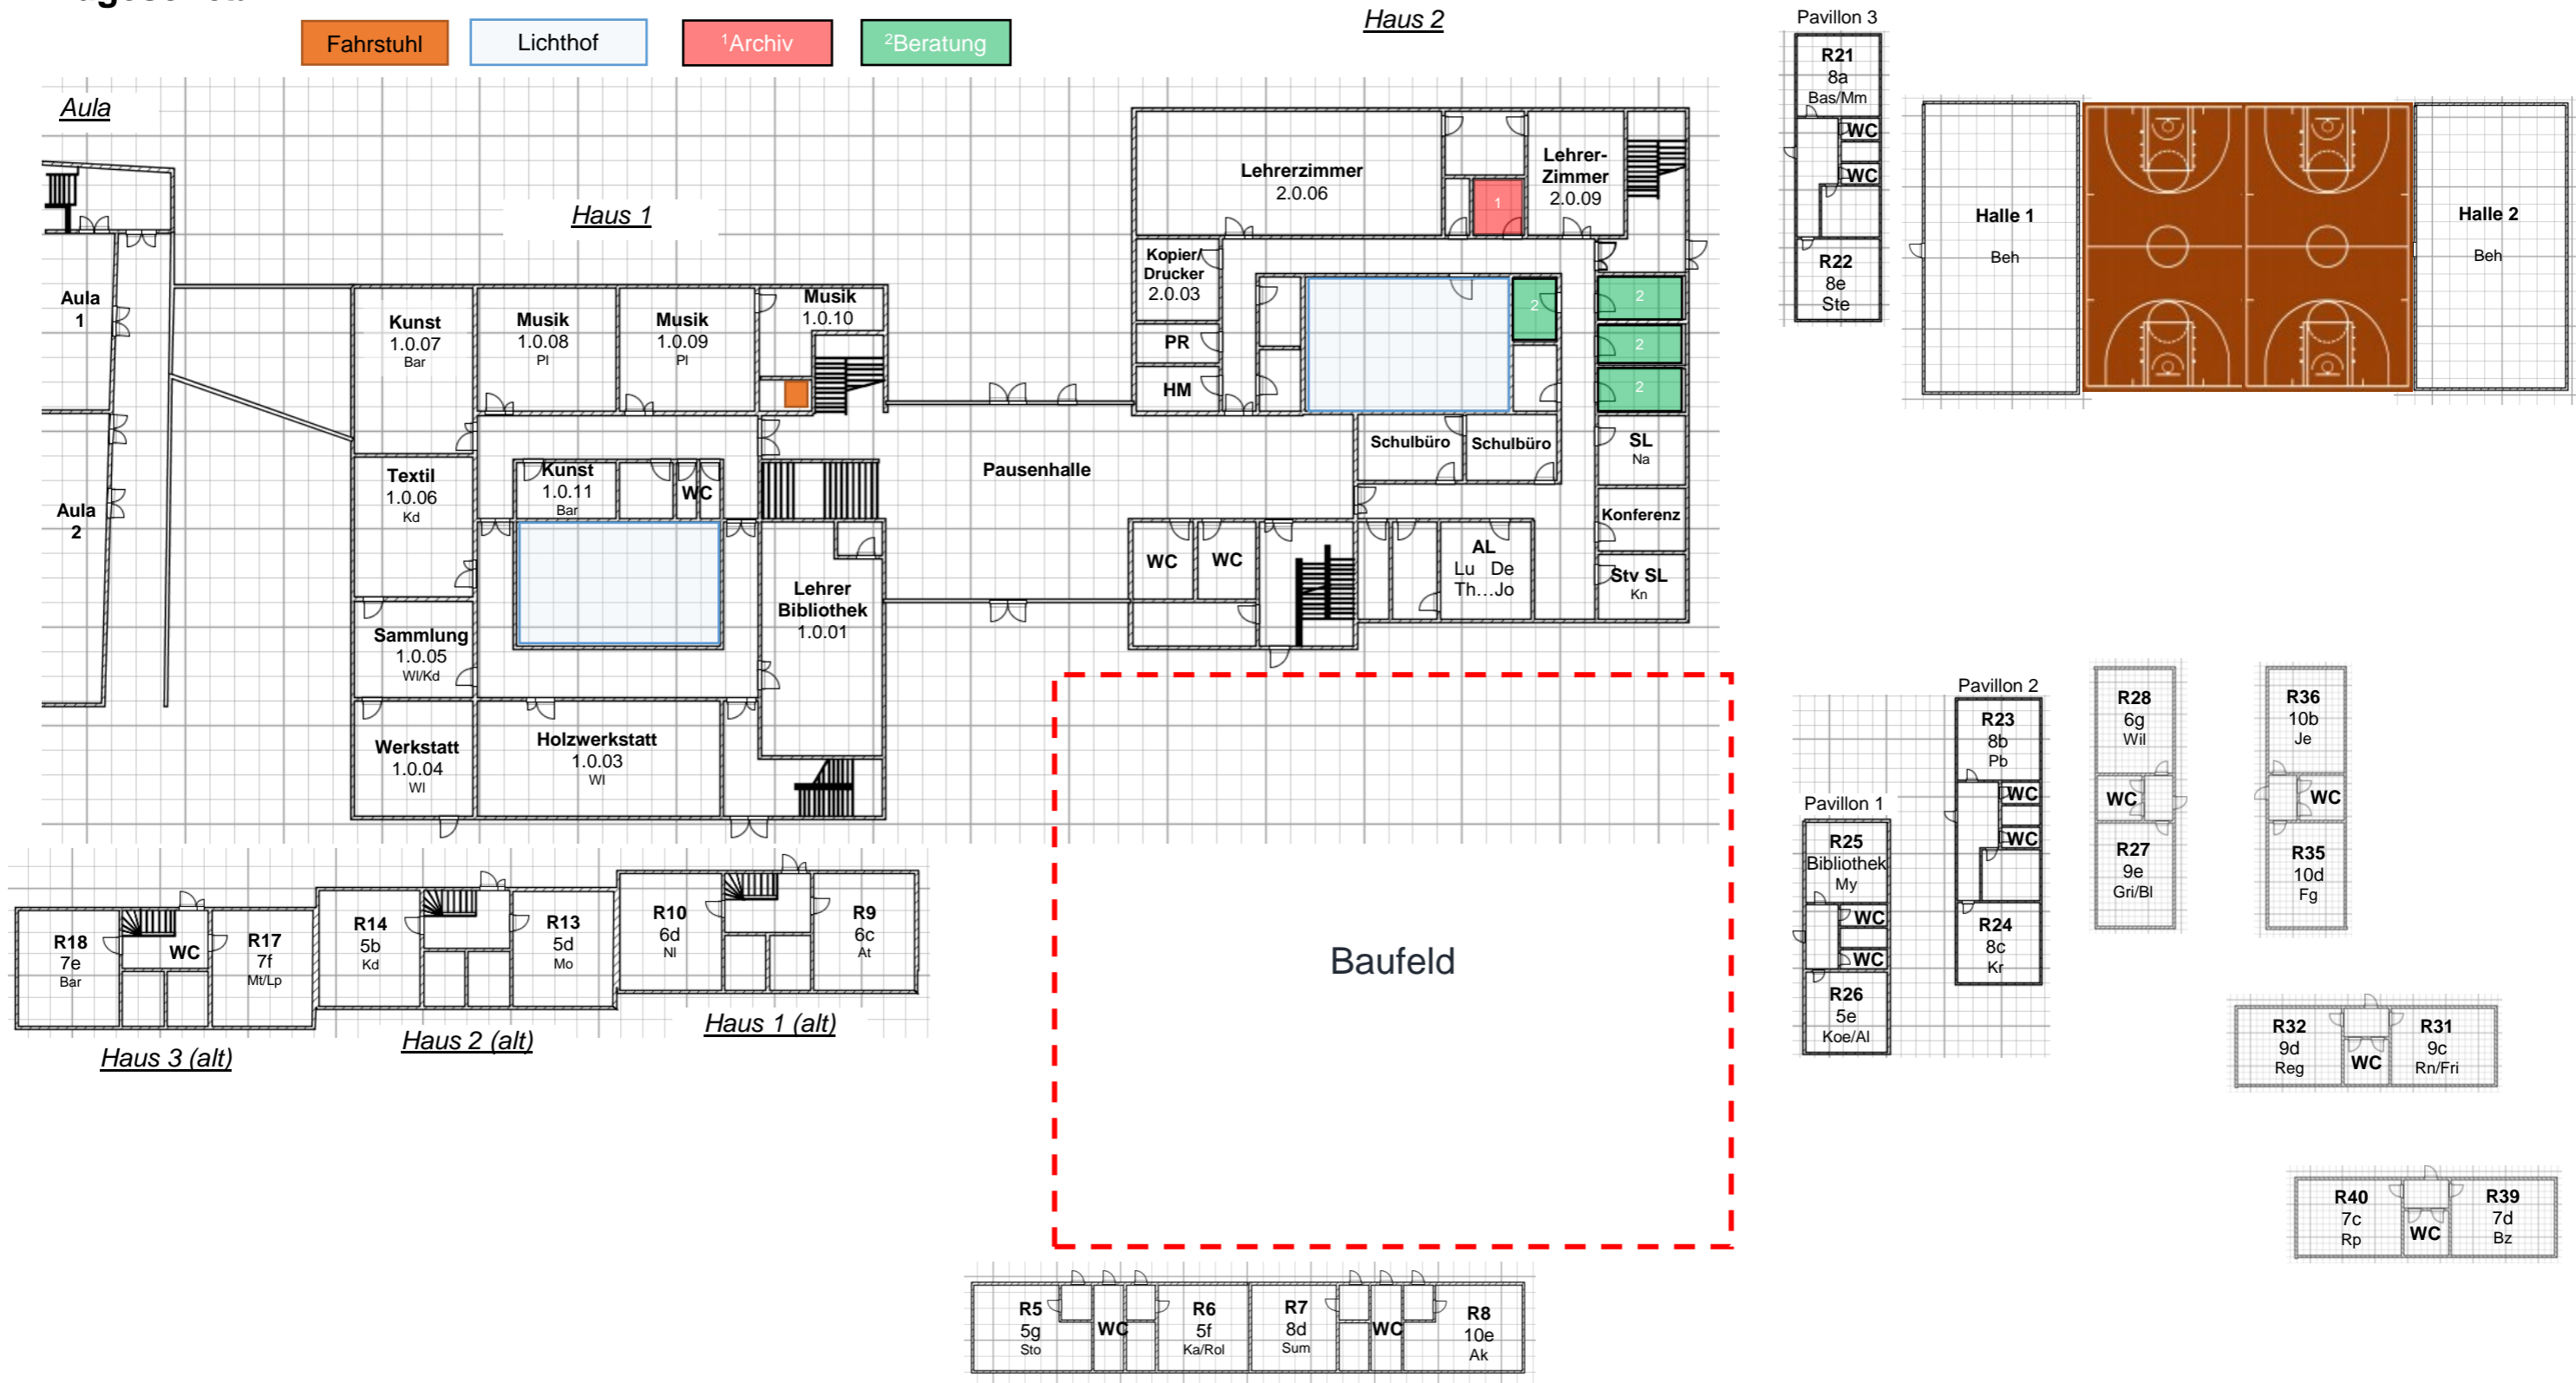 Fahrstuhl
Lichthof
¹Archiv
²Beratung
Haus 2
Aula
Haus 1
Aula
1
Aula
2
Kunst
1.0.07
Bar
Musik
1.0.08
Pl
Musik
1.0.09
Pl
Musik
1.0.10
Textil
1.0.06
Kd
Kunst
1.0.11
Bar
WC
Sammlung
1.0.05
Wl/Kd
Lehrer
Bibliothek
1.0.01
Werkstatt
1.0.04
Wl
Holzwerkstatt
1.0.03
Wl
Pausenhalle
Lehrerzimmer
2.0.06
1
Lehrer-
Zimmer
2.0.09
Kopier/
Drucker
2.0.03
PR
HM
2
2
2
2
Schulbüro
Schulbüro
SL
Na
Konferenz
Stv SL
Kn
WC
WC
AL
Lu De
Th...Jo
Pavillon 3
R21
8a
Bas/Mm
WC
WC
R22
8e
Ste
Halle 1
Beh
Halle 2
Beh
Pavillon 2
R23
8b
Pb
WC
WC
R24
8c
Kr
Pavillon 1
R25
Bibliothek
My
WC
WC
R26
5e
Koe/Al
R28
6g
Wil
WC
R27
9e
Gri/Bl
R36
10b
Je
WC
R35
10d
Fg
R32
9d
Reg
WC
R31
9c
Rn/Fri
R40
7c
Rp
WC
R39
7d
Bz
Baufeld
R18
7e
Bar
WC
R17
7f
Mt/Lp
Haus 3 (alt)
R14
5b
Kd
R13
5d
Mo
Haus 2 (alt)
R10
6d
Nl
R9
6c
At
Haus 1 (alt)
R5
5g
Sto
WC
R6
5f
Ka/Rol
R7
8d
Sum
WC
R8
10e
Ak